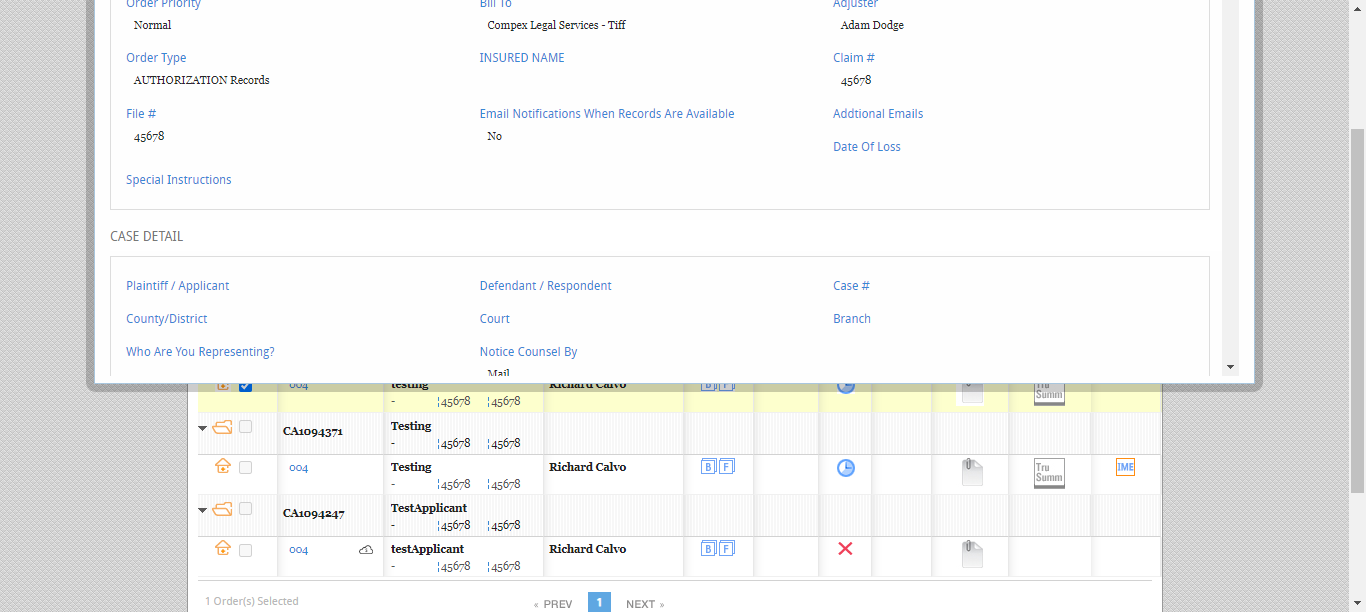 Order Priority Bill To Adjuster
Normal Compex Legal Services - Tiff Adam Dodge
Order Type INSURED NAME Claim #
AUTHORIZATION Records 45678
File # Email Notifications When Records Are Available Addtional Emails
45678 No
Date Of Loss
Special Instructions
CASE DETAIL
Plaintiff / Applicant Defendant / Respondent Case #
County/District Court Branch
Who Are You Representing? Notice Counsel By
Mail
004 testing Richard Calvo B F Tru
- 45678 45678 Summ
CA1094371 Testing
- 45678 45678
004 Testing Richard Calvo B F Tru IME
- 45678 45678 Summ
CA1094247 TestApplicant
- 45678 45678
004 testApplicant Richard Calvo B F
- 45678 45678
1 Order(s) Selected « PREV 1 NEXT »